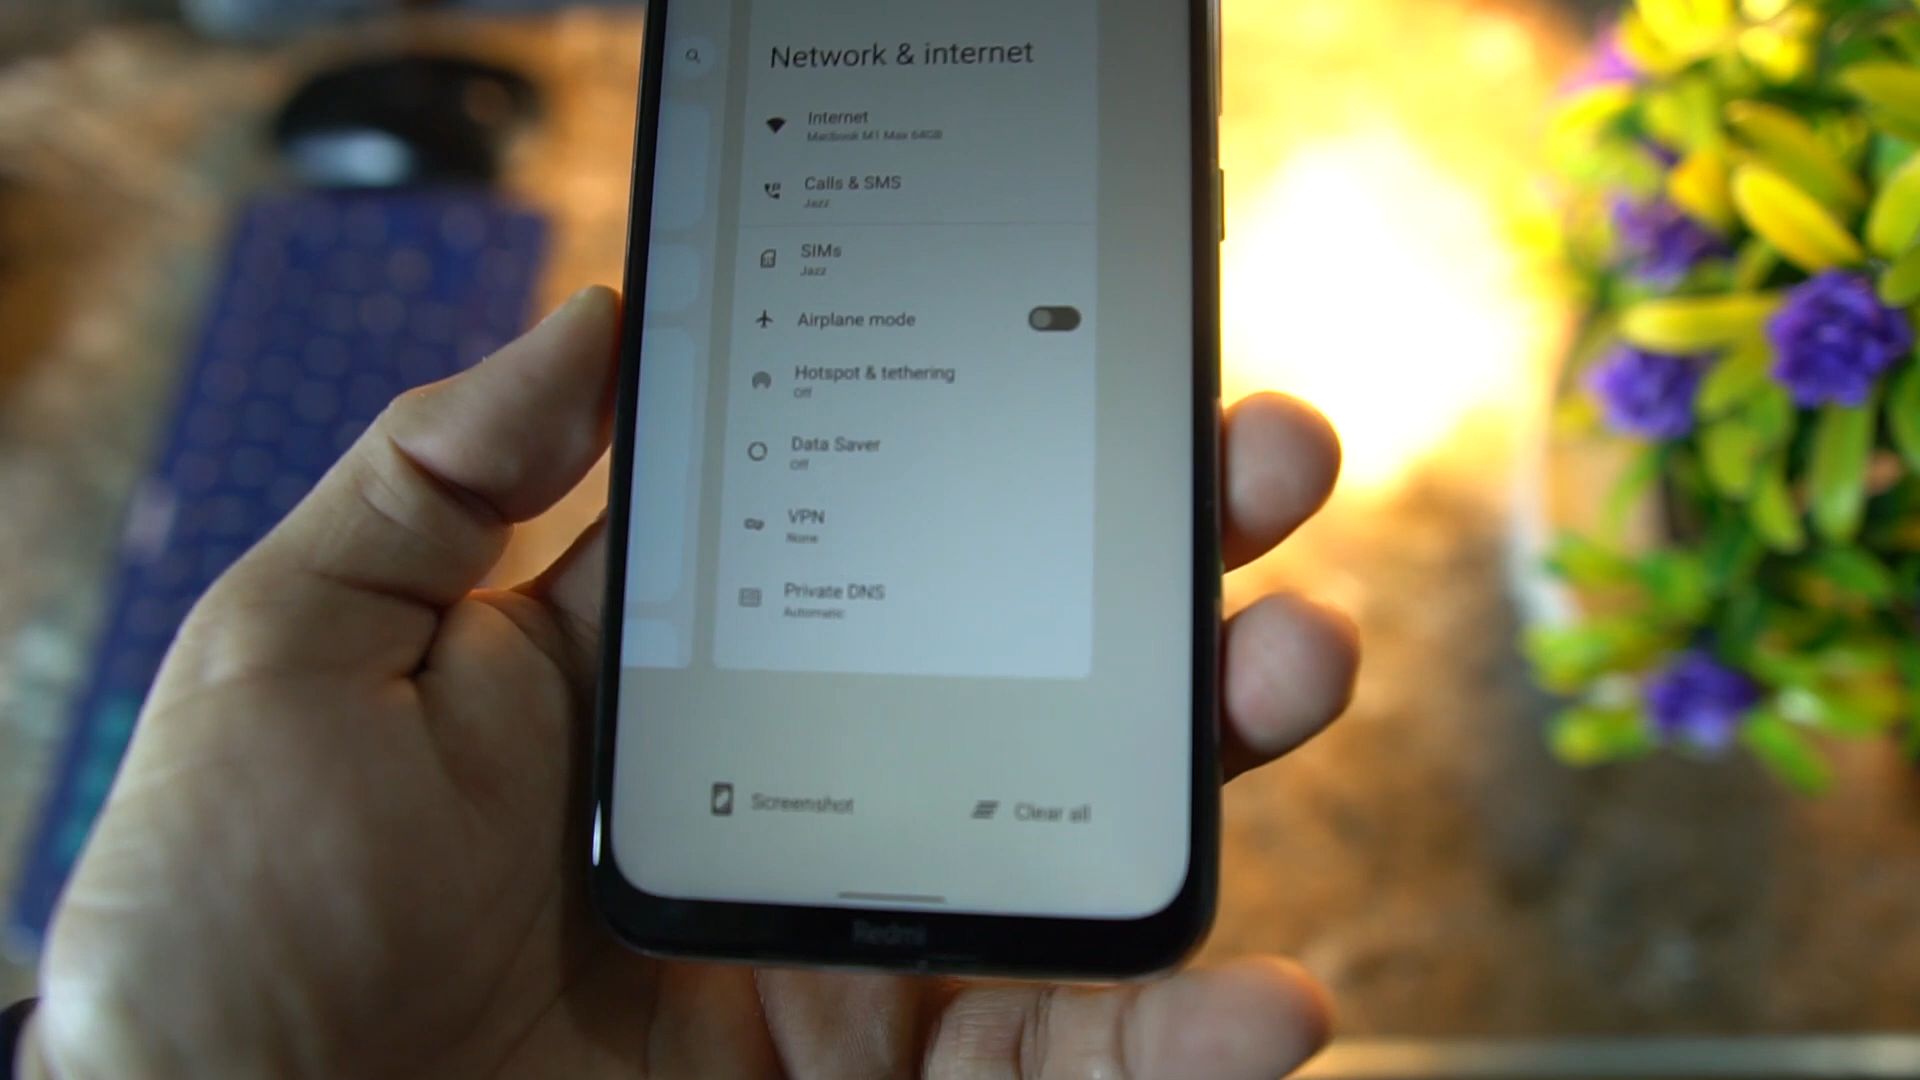 Network & internet
Internet
Macbook M1 Max 64GB
Calls & SMS
Jazz
SIMs
Jazz
Airplane mode
Hotspot & tethering
Off
Data Saver
Off
VPN
None
Private DNS
Automatic
Screenshot
Clear all
Redmi